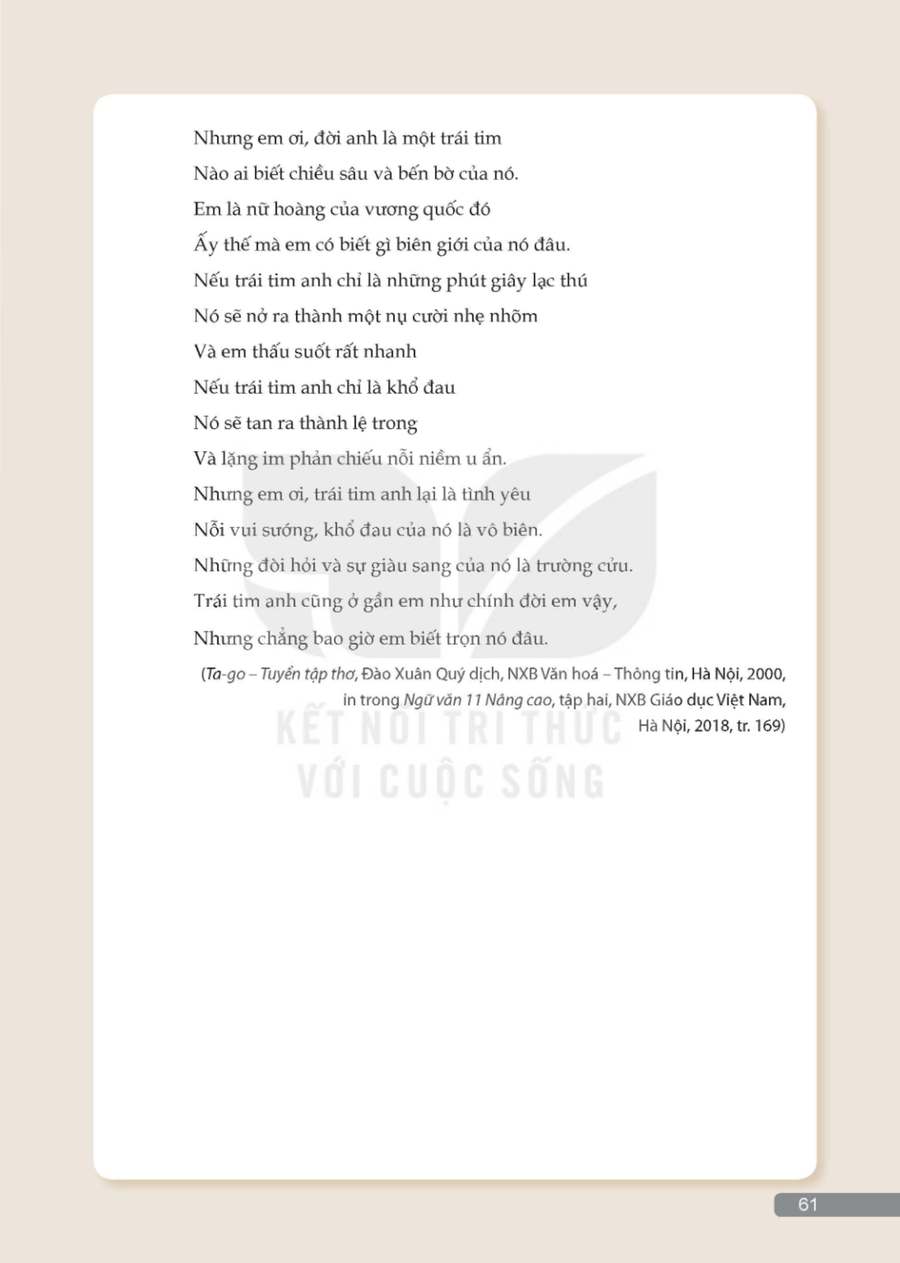 Nhưng em ơi, đời anh là một trái tim
Nào ai biết chiều sâu và bến bờ của nó.
Em là nữ hoàng của vương quốc đó
Ấy thế mà em có biết gì biên giới của nó đâu.
Nếu trái tim anh chỉ là những phút giây lạc thú
Nó sẽ nở ra thành một nụ cười nhẹ nhõm
Và em thấu suốt rất nhanh
Nếu trái tim anh chỉ là khổ đau
Nó sẽ tan ra thành lệ trong
Và lặng im phản chiếu nỗi niềm u ẩn.
Nhưng em ơi, trái tim anh lại là tình yêu
Nỗi vui sướng, khổ đau của nó là vô biên.
Những đòi hỏi và sự giàu sang của nó là trường cửu.
Trái tim anh cũng ở gần em như chính đời em vậy,
Nhưng chẳng bao giờ em biết trọn nó đâu.
(Ta-go – Tuyển tập thơ, Đào Xuân Quý dịch, NXB Văn hoá – Thông tin, Hà Nội, 2000,
in trong Ngữ văn 11 Nâng cao, tập hai, NXB Giáo dục Việt Nam,
Hà Nội, 2018, tr. 169)
KẾT NỐI TRI THỨC
VỚI CUỘC SỐNG
61